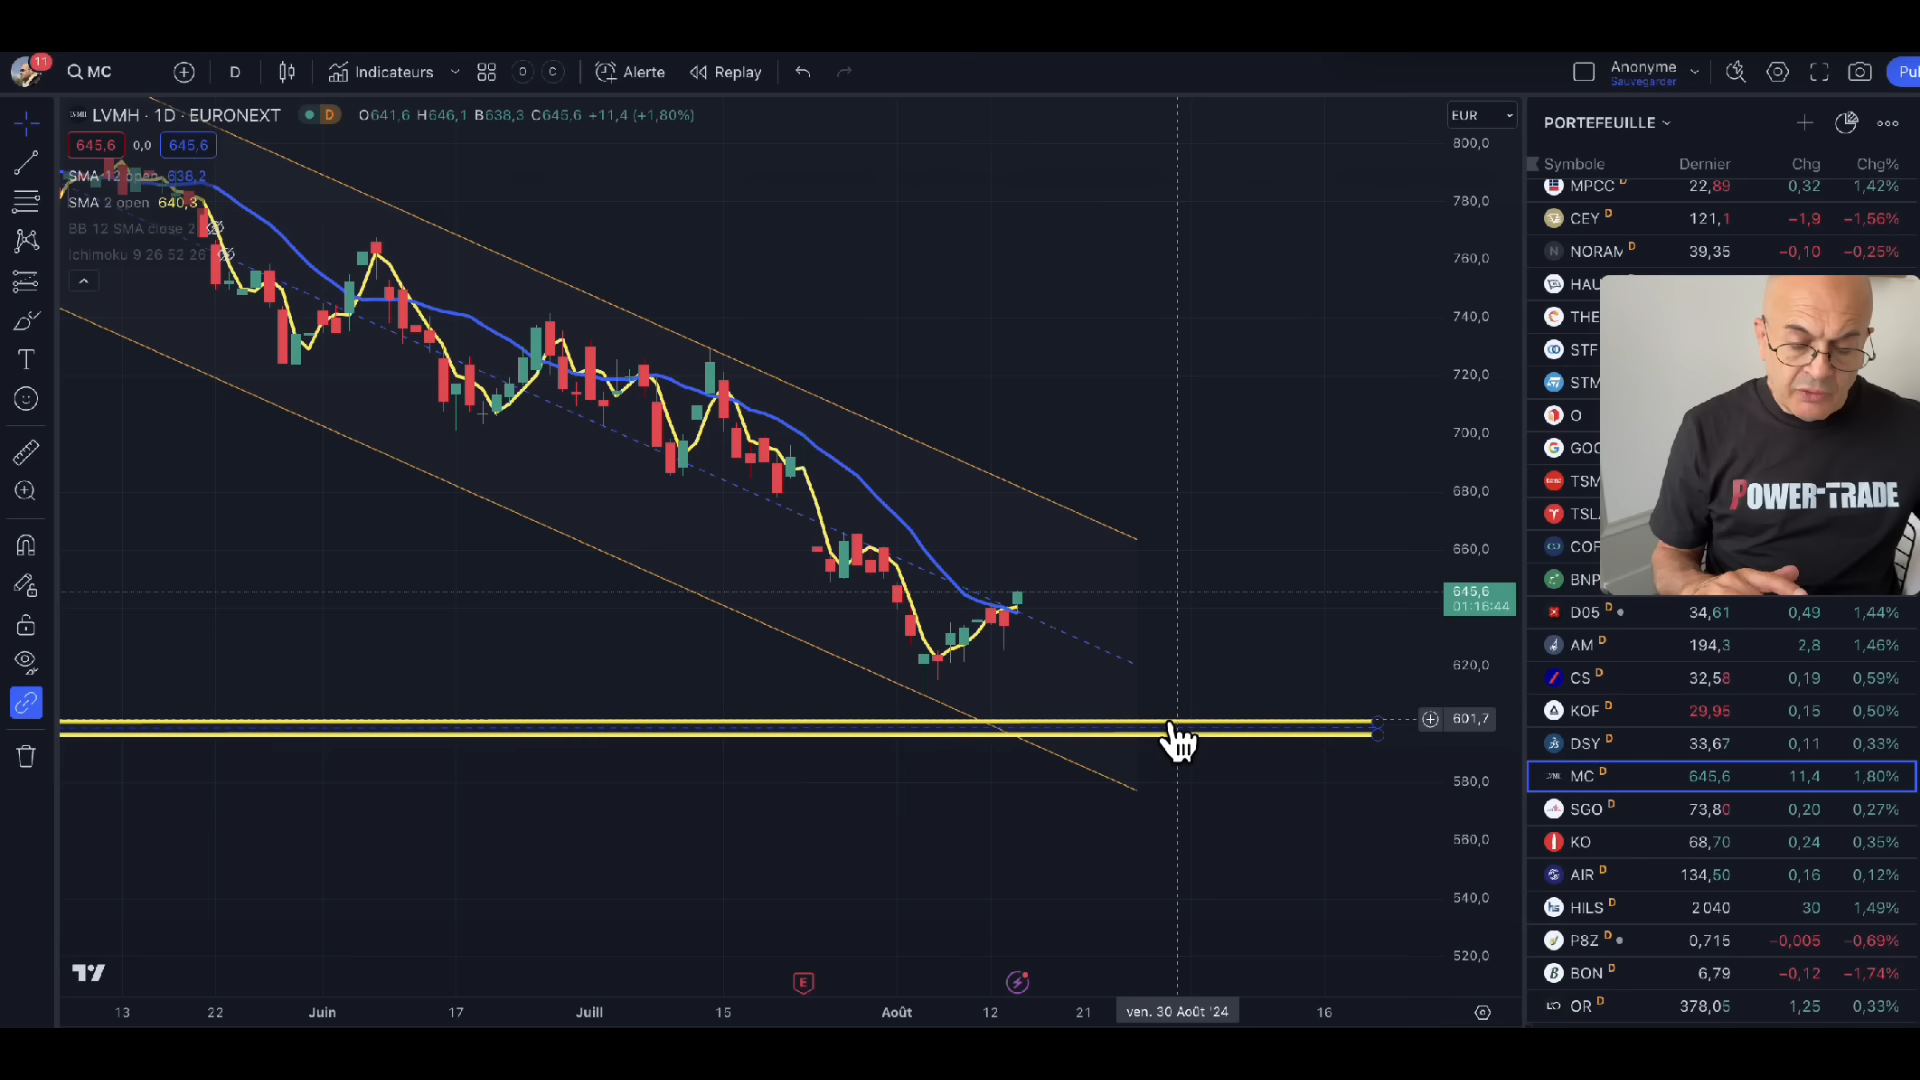 11
MC
D
Indicateurs
O
C
Alerte
Replay
Anonyme
Sauvegarder
Pul
LVMH · 1D · EURONEXT
D
O641,6 H646,1 B638,3 C645,6 +11,4 (+1,80%)
EUR
645,6
0,0
645,6
SMA 12 open 638,2
SMA 2 open 640,3
BB 12 SMA close 2
Ichimoku 9 26 52 26
800,0
780,0
760,0
740,0
720,0
700,0
680,0
660,0
645,6
01:16:44
620,0
601,7
580,0
560,0
540,0
520,0
E
13
22
Juin
17
Juill
15
Août
12
21
ven. 30 Août '24
16
PORTEFEUILLE
Symbole Dernier Chg Chg%
MPCC D 22,89 0,32 1,42%
CEY D 121,1 −1,9 −1,56%
N NORAM D 39,35 −0,10 −0,25%
HAU
THE
STF
STM
O
GOO
TSM
TSL
COF
BNP
D05 D 34,61 0,49 1,44%
AM D 194,3 2,8 1,46%
CS D 32,58 0,19 0,59%
KOF D 29,95 0,15 0,50%
DSY D 33,67 0,11 0,33%
MC D 645,6 11,4 1,80%
SGO D 73,80 0,20 0,27%
KO 68,70 0,24 0,35%
AIR D 134,50 0,16 0,12%
HILS D 2 040 30 1,49%
P8Z D 0,715 −0,005 −0,69%
BON D 6,79 −0,12 −1,74%
OR D 378,05 1,25 0,33%
POWER-TRADE